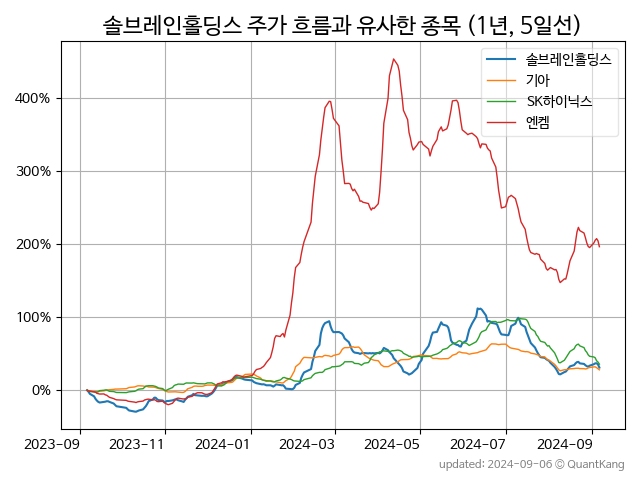 솔브레인홀딩스 주가 흐름과 유사한 종목 (1년, 5일선)
솔브레인홀딩스
기아
SK하이닉스
엔켐
400%
300%
200%
100%
0%
2023-09 2023-11 2024-01 2024-03 2024-05 2024-07 2024-09
updated: 2024-09-06 © QuantKang